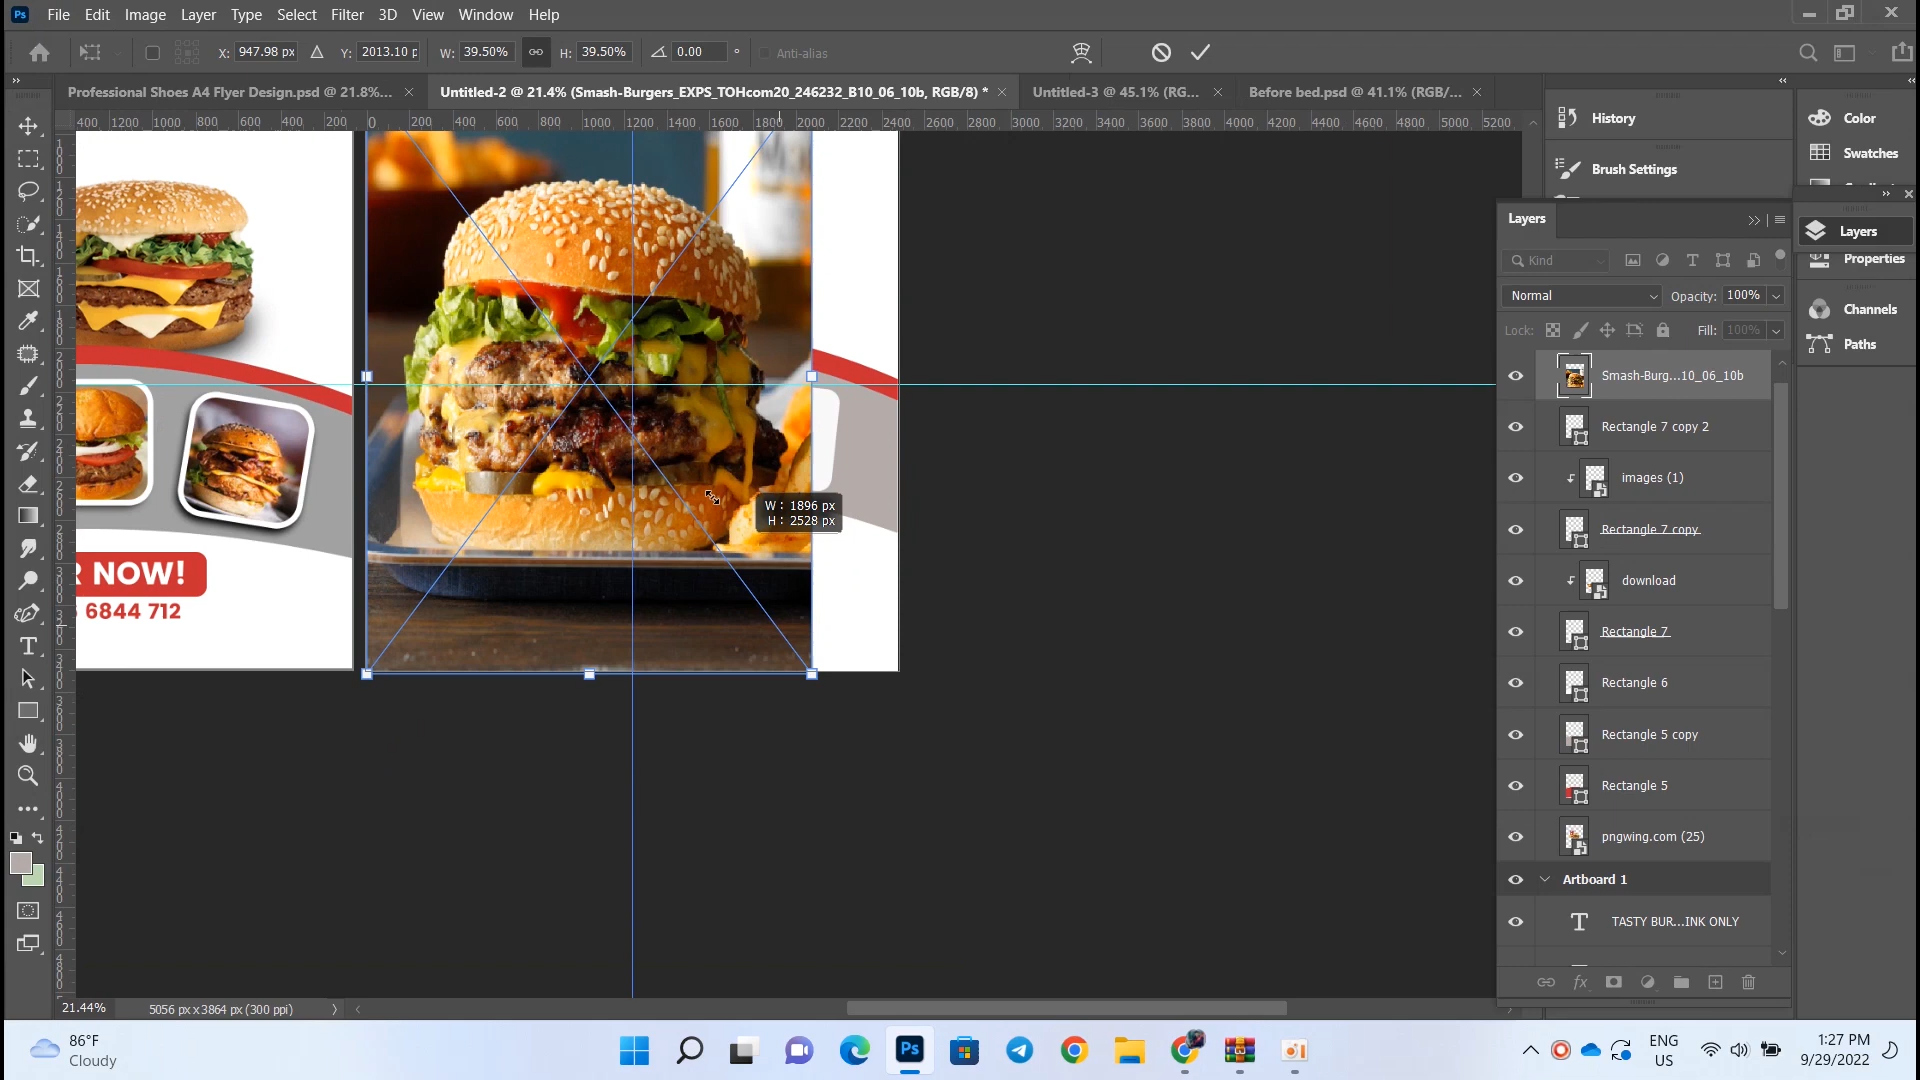 Ps File Edit Image Layer Type Select Filter 3D View Window Help
X: 947.98 px Y: 2013.10 p W: 39.50% H: 39.50% 0.00 ° Anti-alias
Professional Shoes A4 Flyer Design.psd @ 21.8%...
Untitled-2 @ 21.4% (Smash-Burgers_EXPS_TOHcom20_246232_B10_06_10b, RGB/8) *
Untitled-3 @ 45.1% (RG...
Before bed.psd @ 41.1% (RGB/...
400 1200 1000 800 600 400 200 0 200 400 600 800 1000 1200 1400 1600 1800 2000 2200 2400 2600 2800 3000 3200 3400 3600 3800 4000 4200 4400 4600 4800 5000 5200
History
Brush Settings
Color
Swatches
Layers
Properties
Channels
Paths
Layers
Kind
Normal Opacity: 100%
Lock: Fill: 100%
Smash-Burg...10_06_10b
Rectangle 7 copy 2
images (1)
Rectangle 7 copy
download
Rectangle 7
Rectangle 6
Rectangle 5 copy
Rectangle 5
pngwing.com (25)
Artboard 1
T TASTY BUR...INK ONLY
W : 1896 px
H : 2528 px
R NOW!
6844 712
21.44% 5056 px x 3864 px (300 ppi)
86°F
Cloudy
Ps
ENG
US
1:27 PM
9/29/2022